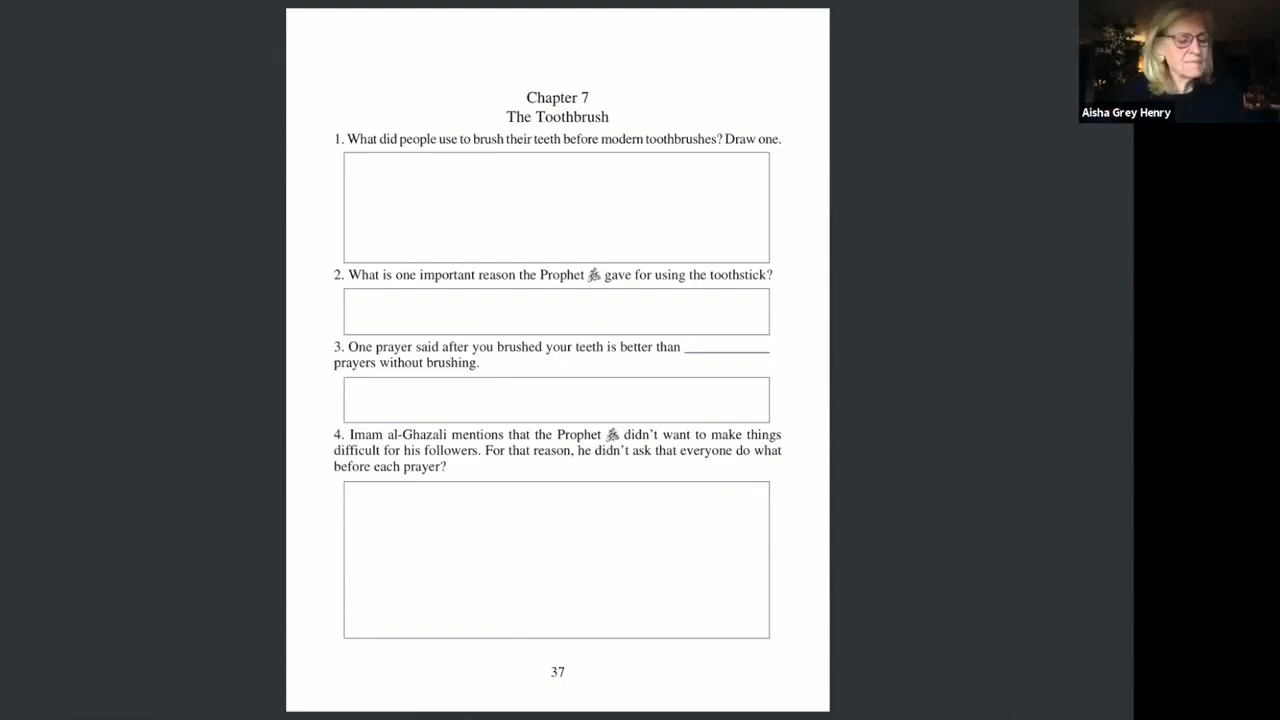 Chapter 7
The Toothbrush
1. What did people use to brush their teeth before modern toothbrushes? Draw one.
2. What is one important reason the Prophet ﷺ gave for using the toothstick?
3. One prayer said after you brushed your teeth is better than ____________
prayers without brushing.
4. Imam al-Ghazali mentions that the Prophet ﷺ didn't want to make things
difficult for his followers. For that reason, he didn't ask that everyone do what
before each prayer?
37
Aisha Grey Henry